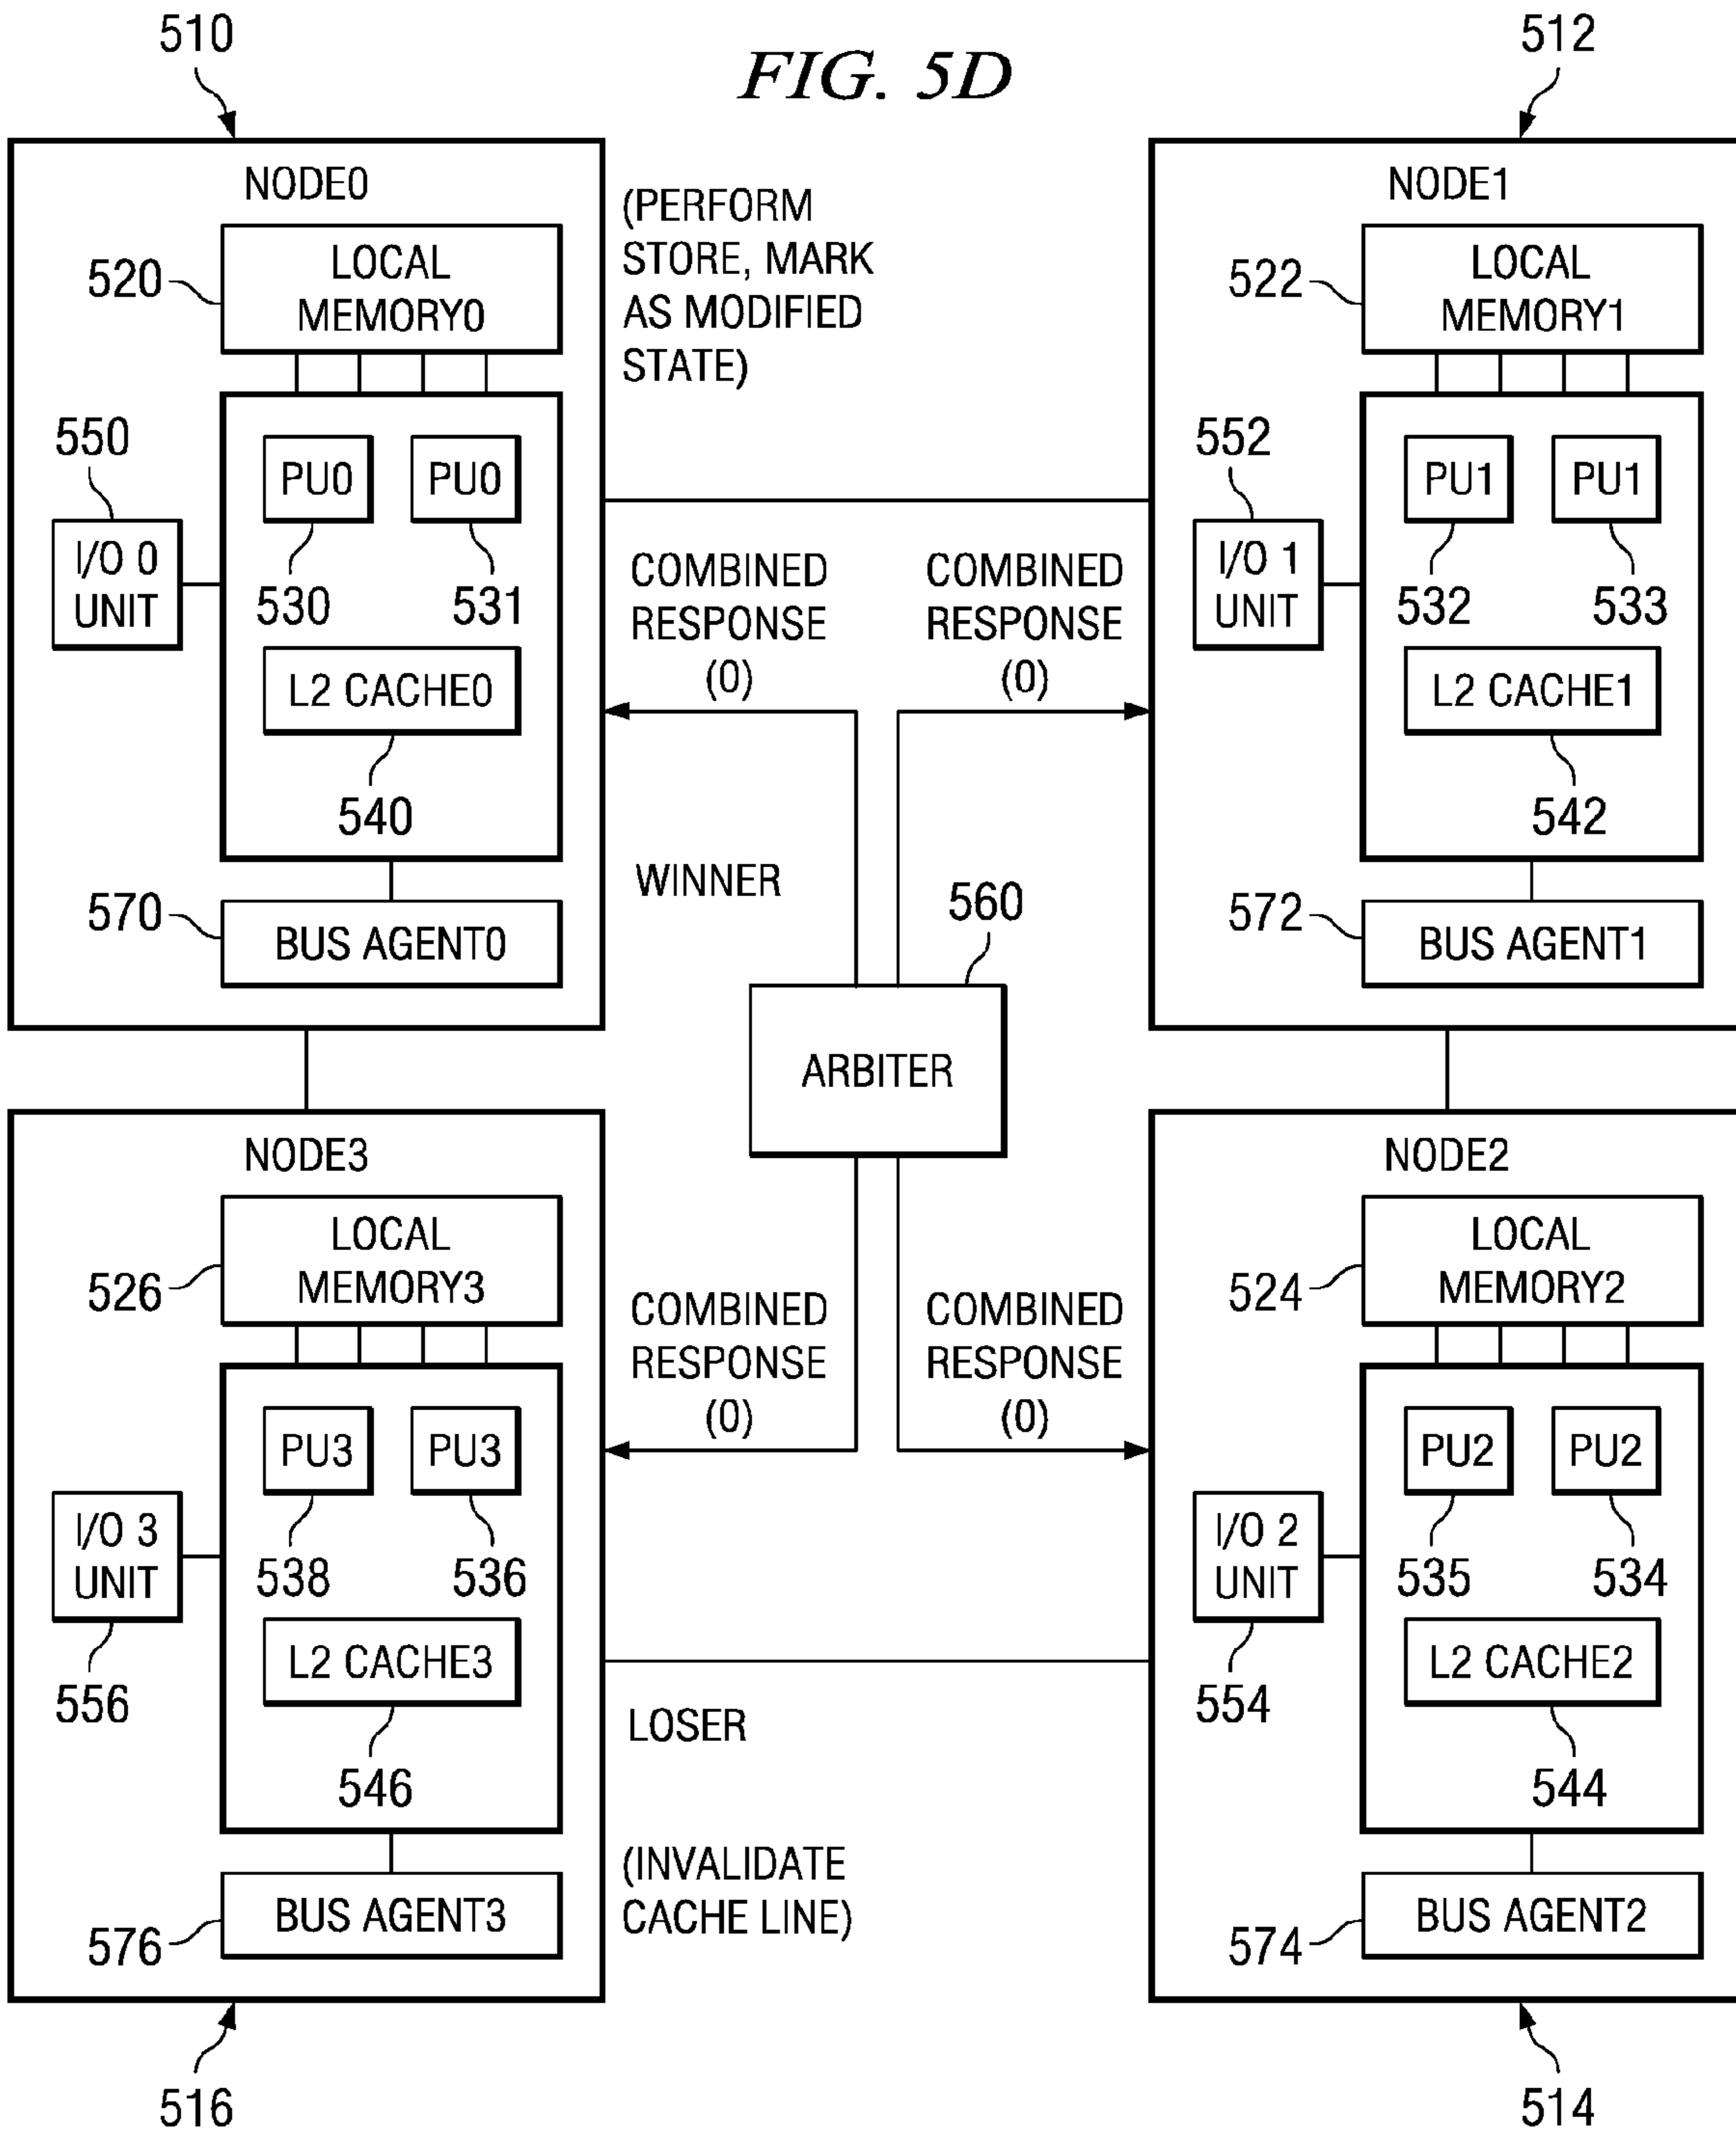 FIG. 5D
510
512
NODE0
520
LOCAL
MEMORY0
550
I/O 0
UNIT
PU0
PU0
530
531
L2 CACHE0
540
570
BUS AGENT0
(PERFORM
STORE, MARK
AS MODIFIED
STATE)
COMBINED
RESPONSE
(0)
COMBINED
RESPONSE
(0)
WINNER
560
ARBITER
NODE1
522
LOCAL
MEMORY1
552
I/O 1
UNIT
PU1
PU1
532
533
L2 CACHE1
542
572
BUS AGENT1
NODE3
526
LOCAL
MEMORY3
I/O 3
UNIT
556
PU3
PU3
538
536
L2 CACHE3
546
576
BUS AGENT3
516
COMBINED
RESPONSE
(0)
COMBINED
RESPONSE
(0)
LOSER
(INVALIDATE
CACHE LINE)
NODE2
524
LOCAL
MEMORY2
I/O 2
UNIT
554
PU2
PU2
535
534
L2 CACHE2
544
574
BUS AGENT2
514